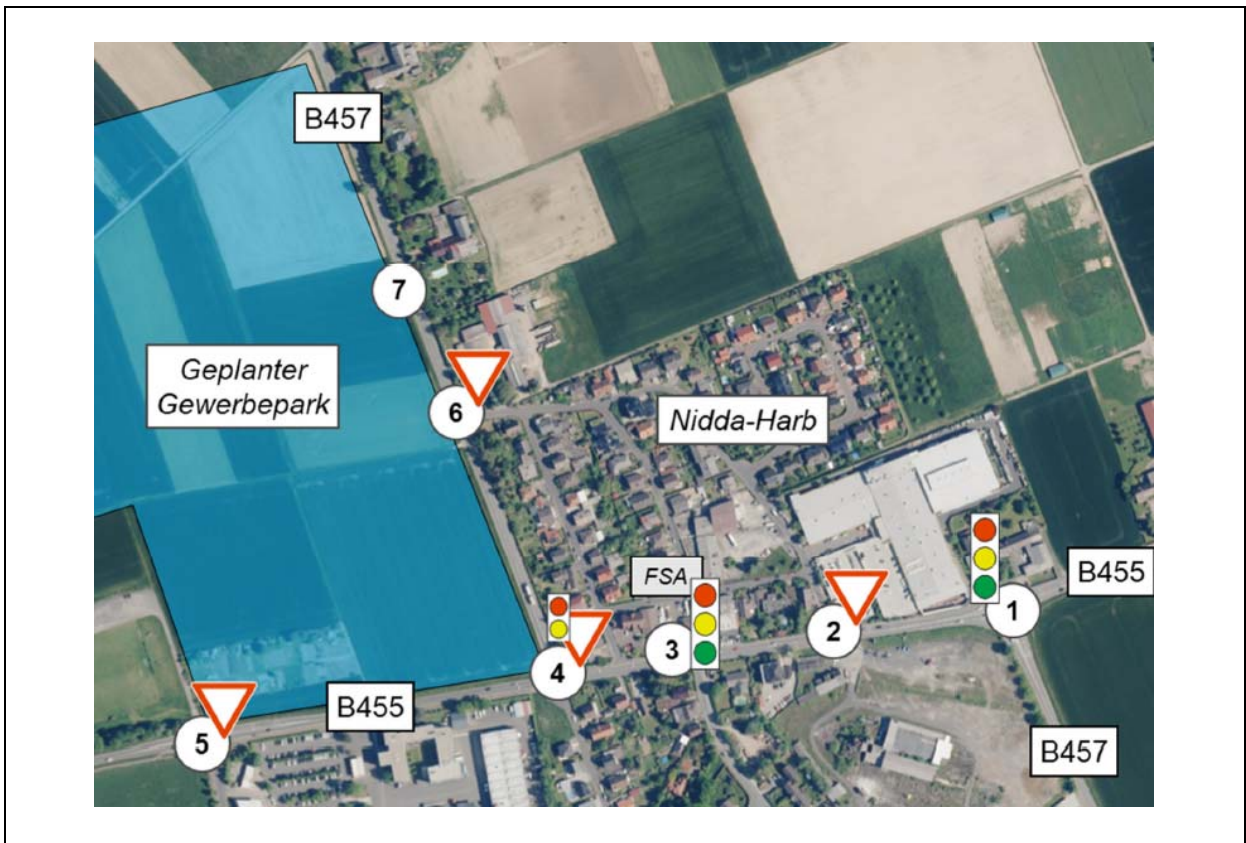 B457
7
Geplanter
Gewerbepark
6
Nidda-Harb
FSA
B455
1
2
3
4
B455
5
B457